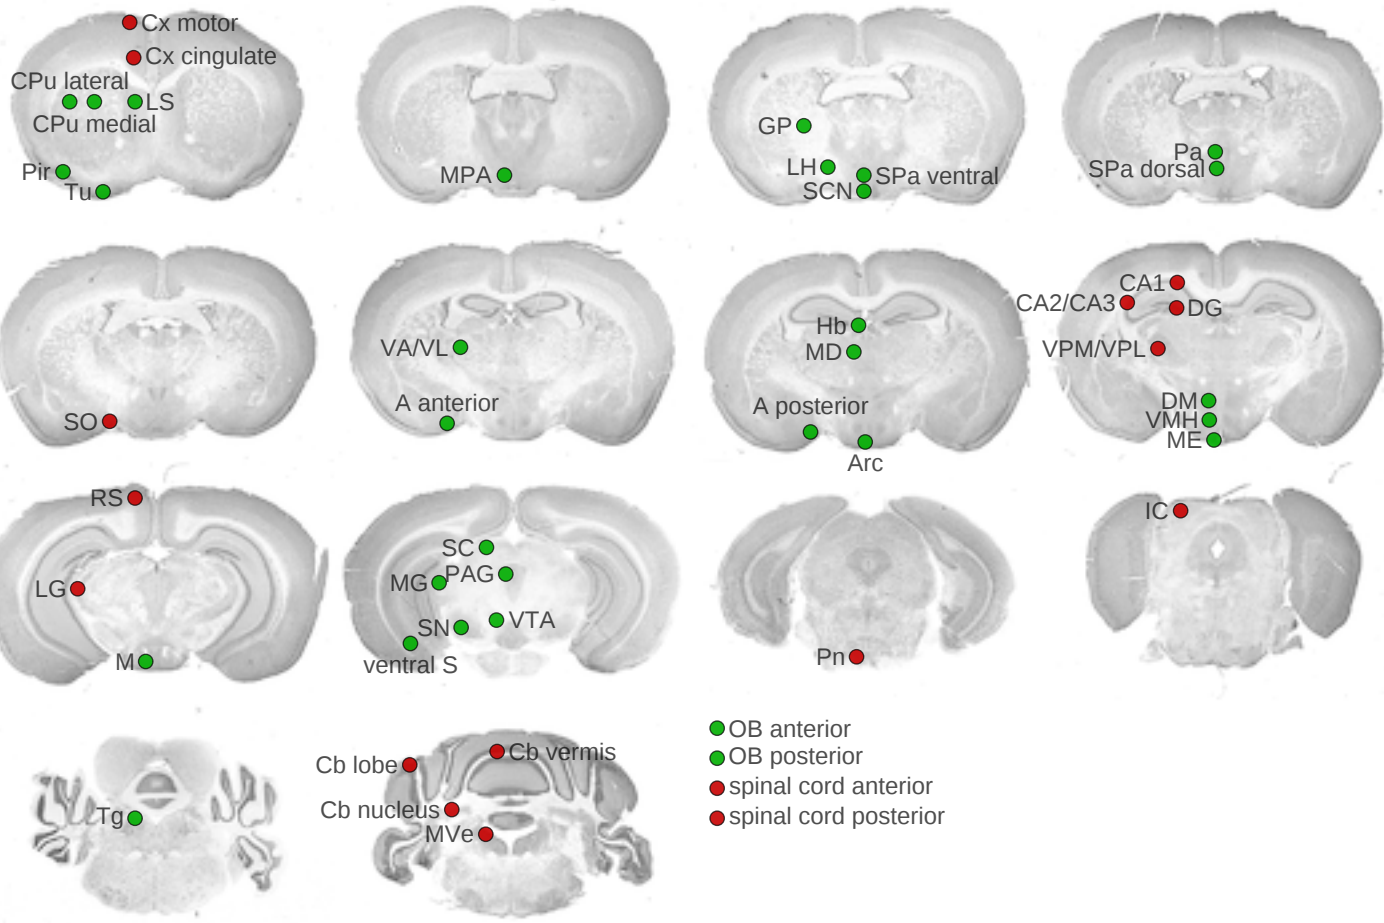 Cx motor
Cx cingulate
CPu lateral
LS
CPu medial
Pir
Tu
MPA
GP
LH
SPa ventral
SCN
Pa
SPa dorsal
SO
VA/VL
A anterior
Hb
MD
A posterior
Arc
CA1
CA2/CA3
DG
VPM/VPL
DM
VMH
ME
RS
LG
M
SC
MG
PAG
SN
VTA
ventral S
Pn
IC
Tg
Cb lobe
Cb vermis
Cb nucleus
MVe
OB anterior
OB posterior
spinal cord anterior
spinal cord posterior